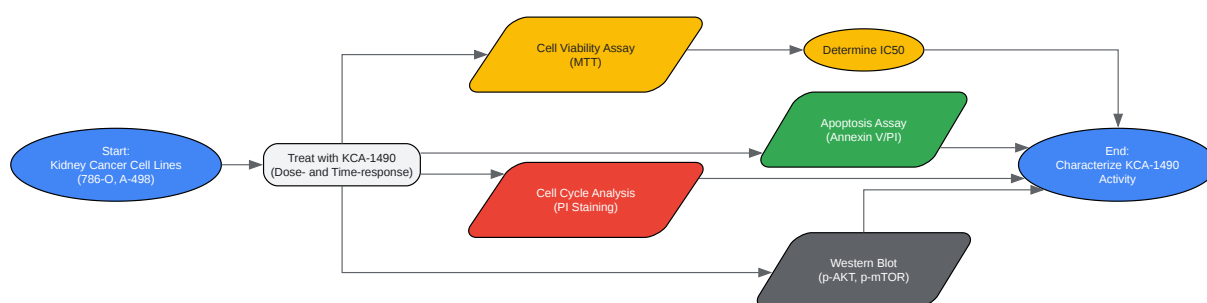 Start:
Kidney Cancer Cell Lines
(786-O, A-498)
Treat with KCA-1490
(Dose- and Time-response)
Cell Viability Assay
(MTT)
Determine IC50
Apoptosis Assay
(Annexin V/PI)
Cell Cycle Analysis
(PI Staining)
Western Blot
(p-AKT, p-mTOR)
End:
Characterize KCA-1490
Activity